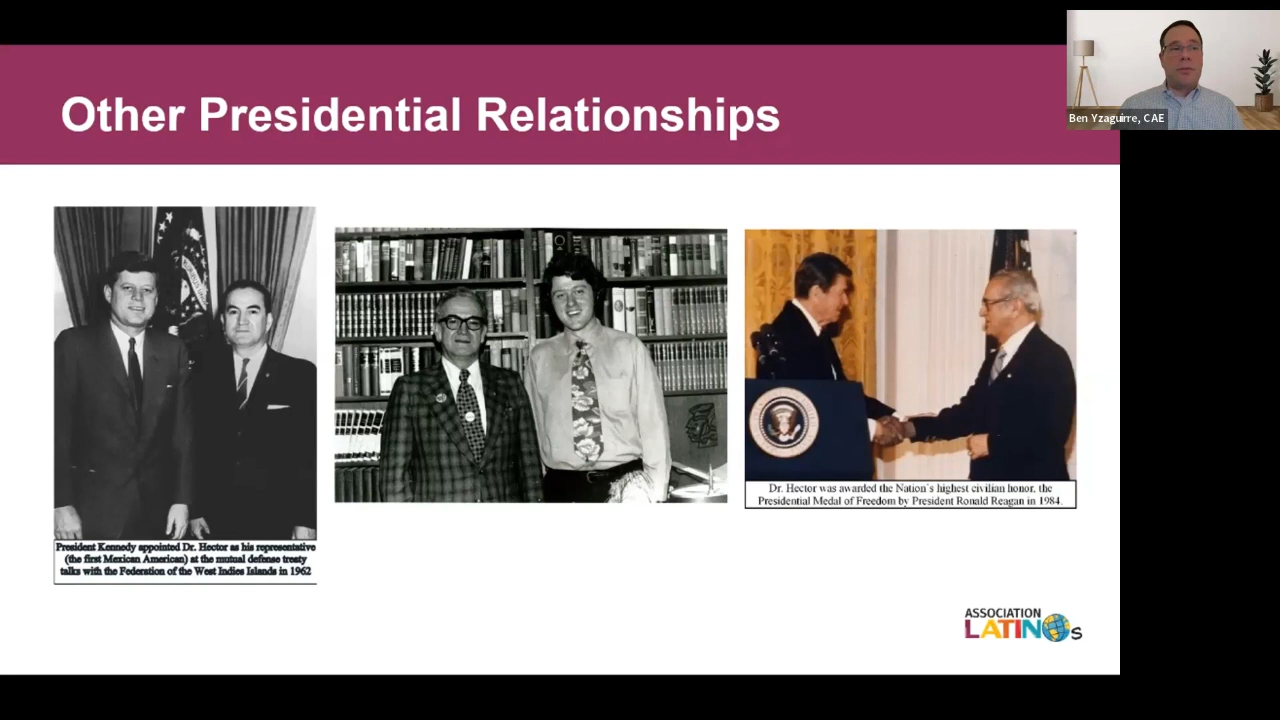 Other Presidential Relationships
Ben Yzaguirre, CAE
President Kennedy appointed Dr. Hector as his representative
(the first Mexican American) at the mutual defense treaty
talks with the Federation of the West Indies Islands in 1962
Dr. Hector was awarded the Nation's highest civilian honor, the
Presidential Medal of Freedom by President Ronald Reagan in 1984.
ASSOCIATION
LATINOs